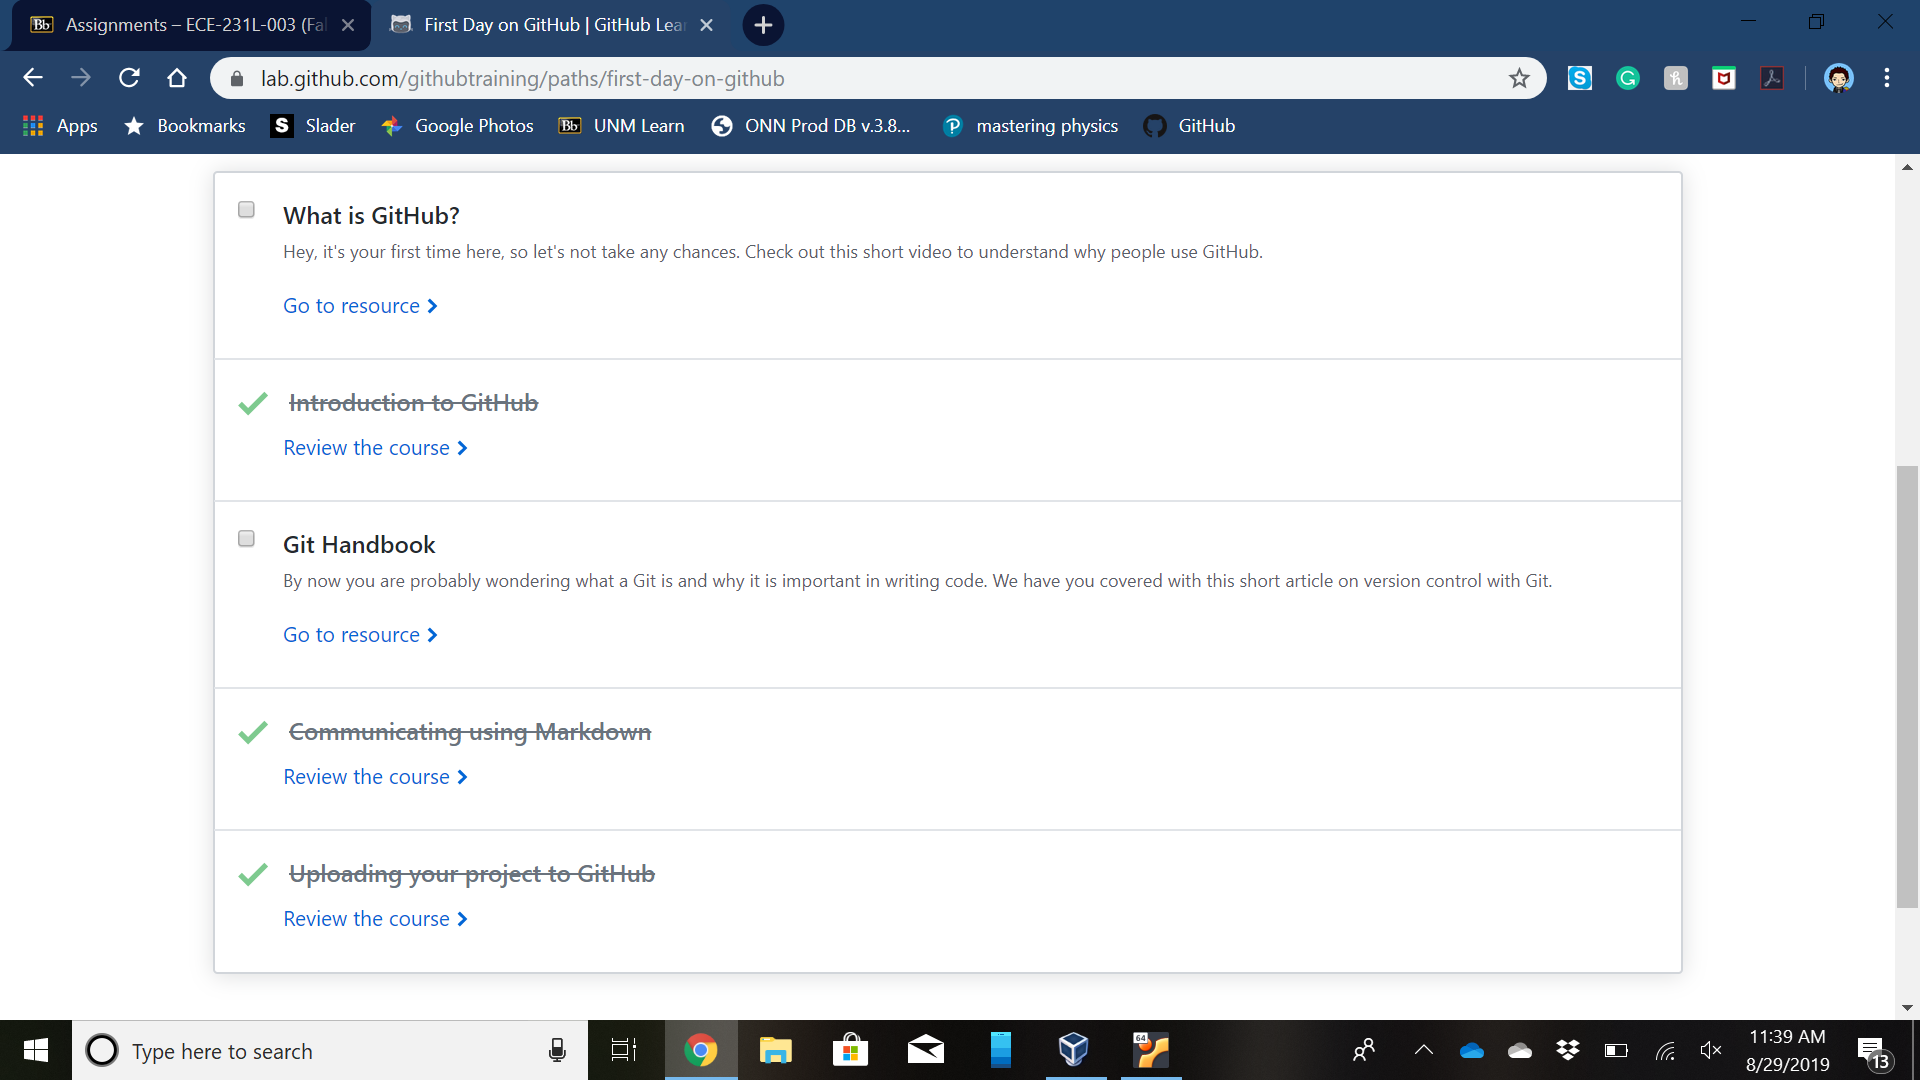 Assignments – ECE-231L-003 (Fal
First Day on GitHub | GitHub Lear
lab.github.com/githubtraining/paths/first-day-on-github
Apps
Bookmarks
Slader
Google Photos
UNM Learn
ONN Prod DB v.3.8...
mastering physics
GitHub
What is GitHub?
Hey, it's your first time here, so let's not take any chances. Check out this short video to understand why people use GitHub.
Go to resource
Introduction to GitHub
Review the course
Git Handbook
By now you are probably wondering what a Git is and why it is important in writing code. We have you covered with this short article on version control with Git.
Go to resource
Communicating using Markdown
Review the course
Uploading your project to GitHub
Review the course
Type here to search
64
11:39 AM
8/29/2019
13